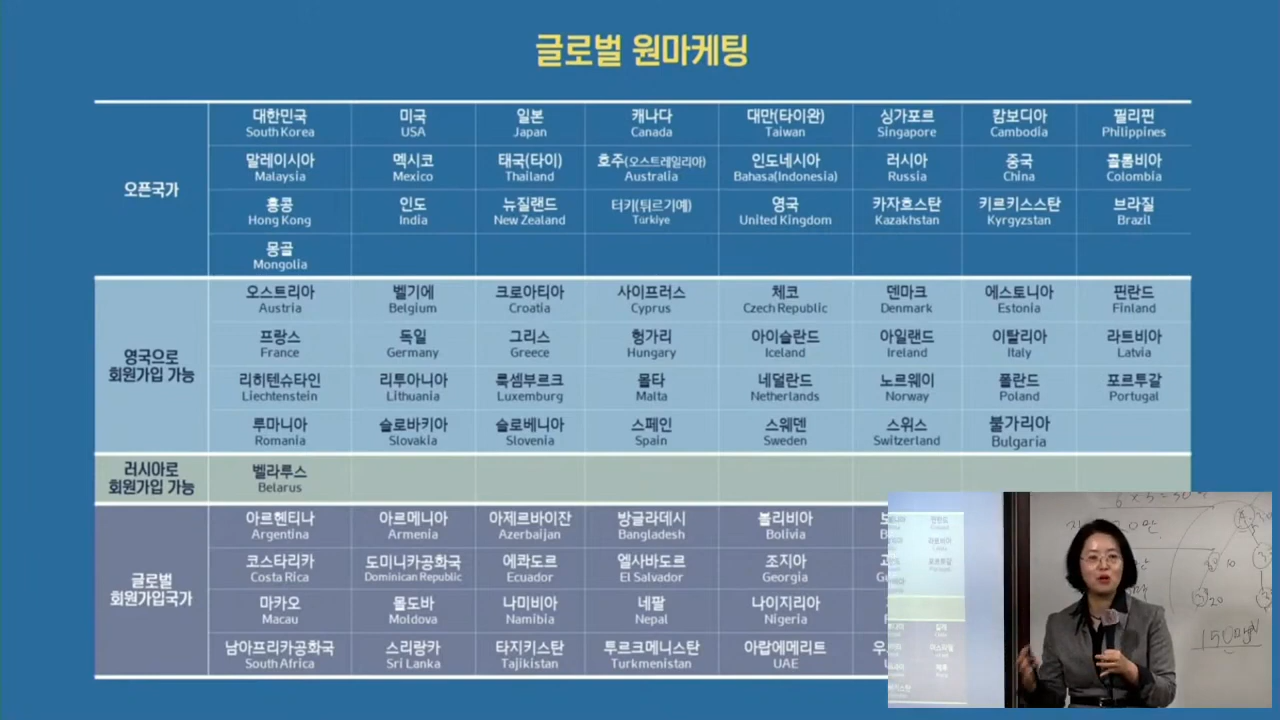 글로벌 원마케팅
오픈국가
대한민국 미국 일본 캐나다 대만(타이완) 싱가포르 캄보디아 필리핀
South Korea USA Japan Canada Taiwan Singapore Cambodia Philippines
말레이시아 멕시코 태국(타이) 호주(오스트레일리아) 인도네시아 러시아 중국 콜롬비아
Malaysia Mexico Thailand Australia Bahasa(Indonesia) Russia China Colombia
홍콩 인도 뉴질랜드 터키(튀르기예) 영국 카자흐스탄 키르키스스탄 브라질
Hong Kong India New Zealand Türkiye United Kingdom Kazakhstan Kyrgyzstan Brazil
몽골
Mongolia
영국으로
회원가입 가능
오스트리아 벨기에 크로아티아 사이프러스 체코 덴마크 에스토니아 핀란드
Austria Belgium Croatia Cyprus Czech Republic Denmark Estonia Finland
프랑스 독일 그리스 헝가리 아이슬란드 아일랜드 이탈리아 라트비아
France Germany Greece Hungary Iceland Ireland Italy Latvia
리히텐슈타인 리투아니아 룩셈부르크 몰타 네덜란드 노르웨이 폴란드 포르투갈
Liechtenstein Lithuania Luxemburg Malta Netherlands Norway Poland Portugal
루마니아 슬로바키아 슬로베니아 스페인 스웨덴 스위스 불가리아
Romania Slovakia Slovenia Spain Sweden Switzerland Bulgaria
러시아로
회원가입 가능
벨라루스
Belarus
글로벌
회원가입국가
아르헨티나 아르메니아 아제르바이잔 방글라데시 볼리비아
Argentina Armenia Azerbaijan Bangladesh Bolivia
코스타리카 도미니카공화국 에콰도르 엘사바도르 조지아
Costa Rica Dominican Republic Ecuador El Salvador Georgia
마카오 몰도바 나미비아 네팔 나이지리아
Macau Moldova Namibia Nepal Nigeria
남아프리카공화국 스리랑카 타지키스탄 투르크메니스탄 아랍에메리트 우
South Africa Sri Lanka Tajikistan Turkmenistan UAE